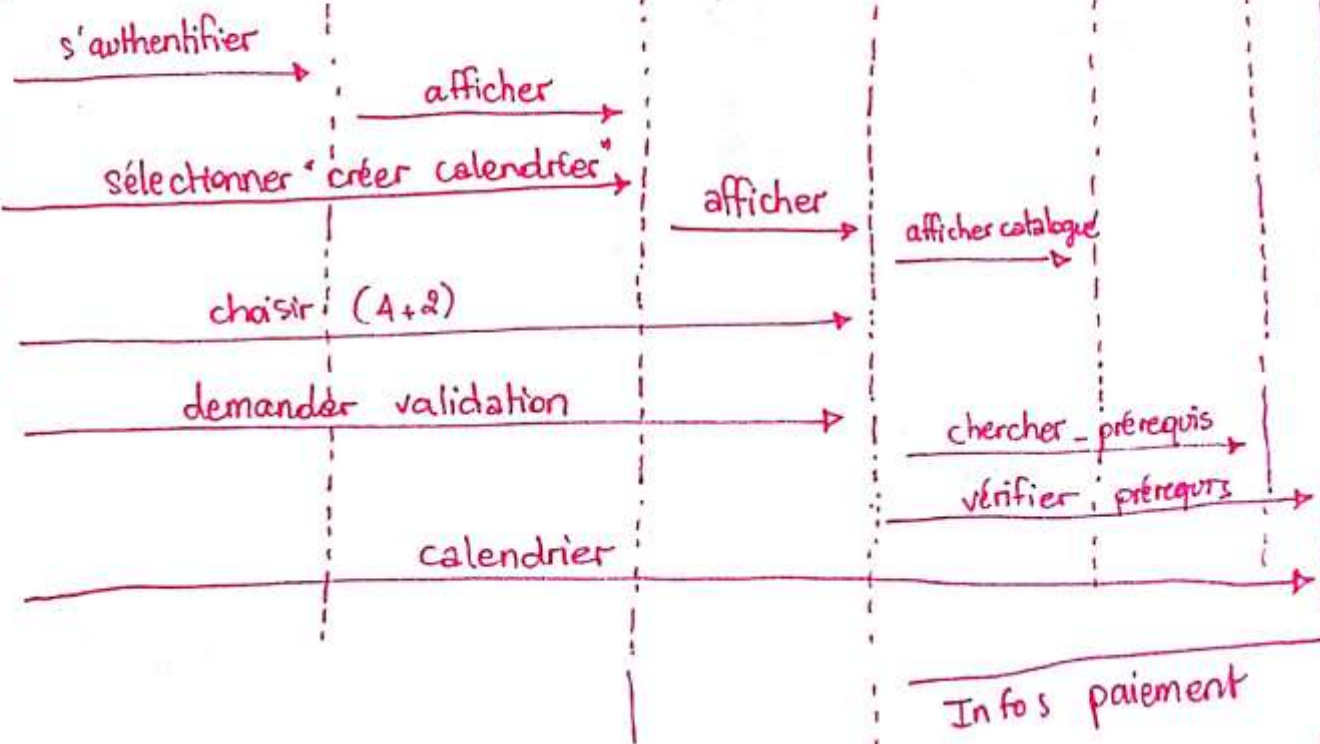 s'authentifier
afficher
sélectionner "créer calendrier"
afficher
afficher catalogue
choisir (4+2)
demander validation
chercher_prérequis
vérifier prérequis
calendrier
Infos paiement